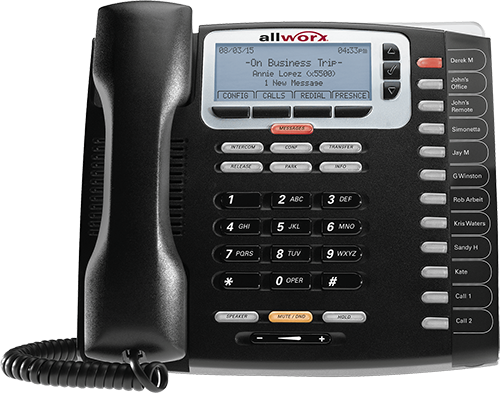 allworx
08/03/15 04:33pm
-On Business Trip-
Annie Lopez (x5500)
1 New Message
CONFIG CALLS REDIAL PRESNCE
MESSAGES
INTERCOM CONF TRANSFER
RELEASE PARK INFO
1 2 ABC 3 DEF
4 GHI 5 JKL 6 MNO
7 PQRS 8 TUV 9 WXYZ
* 0 OPER #
SPEAKER MUTE / DND HOLD
− +
Derek M
John's
Office
John's
Remote
Simonetta
Jay M
G Winston
Rob Arbeit
Kris Waters
Sandy H
Kate
Call 1
Call 2